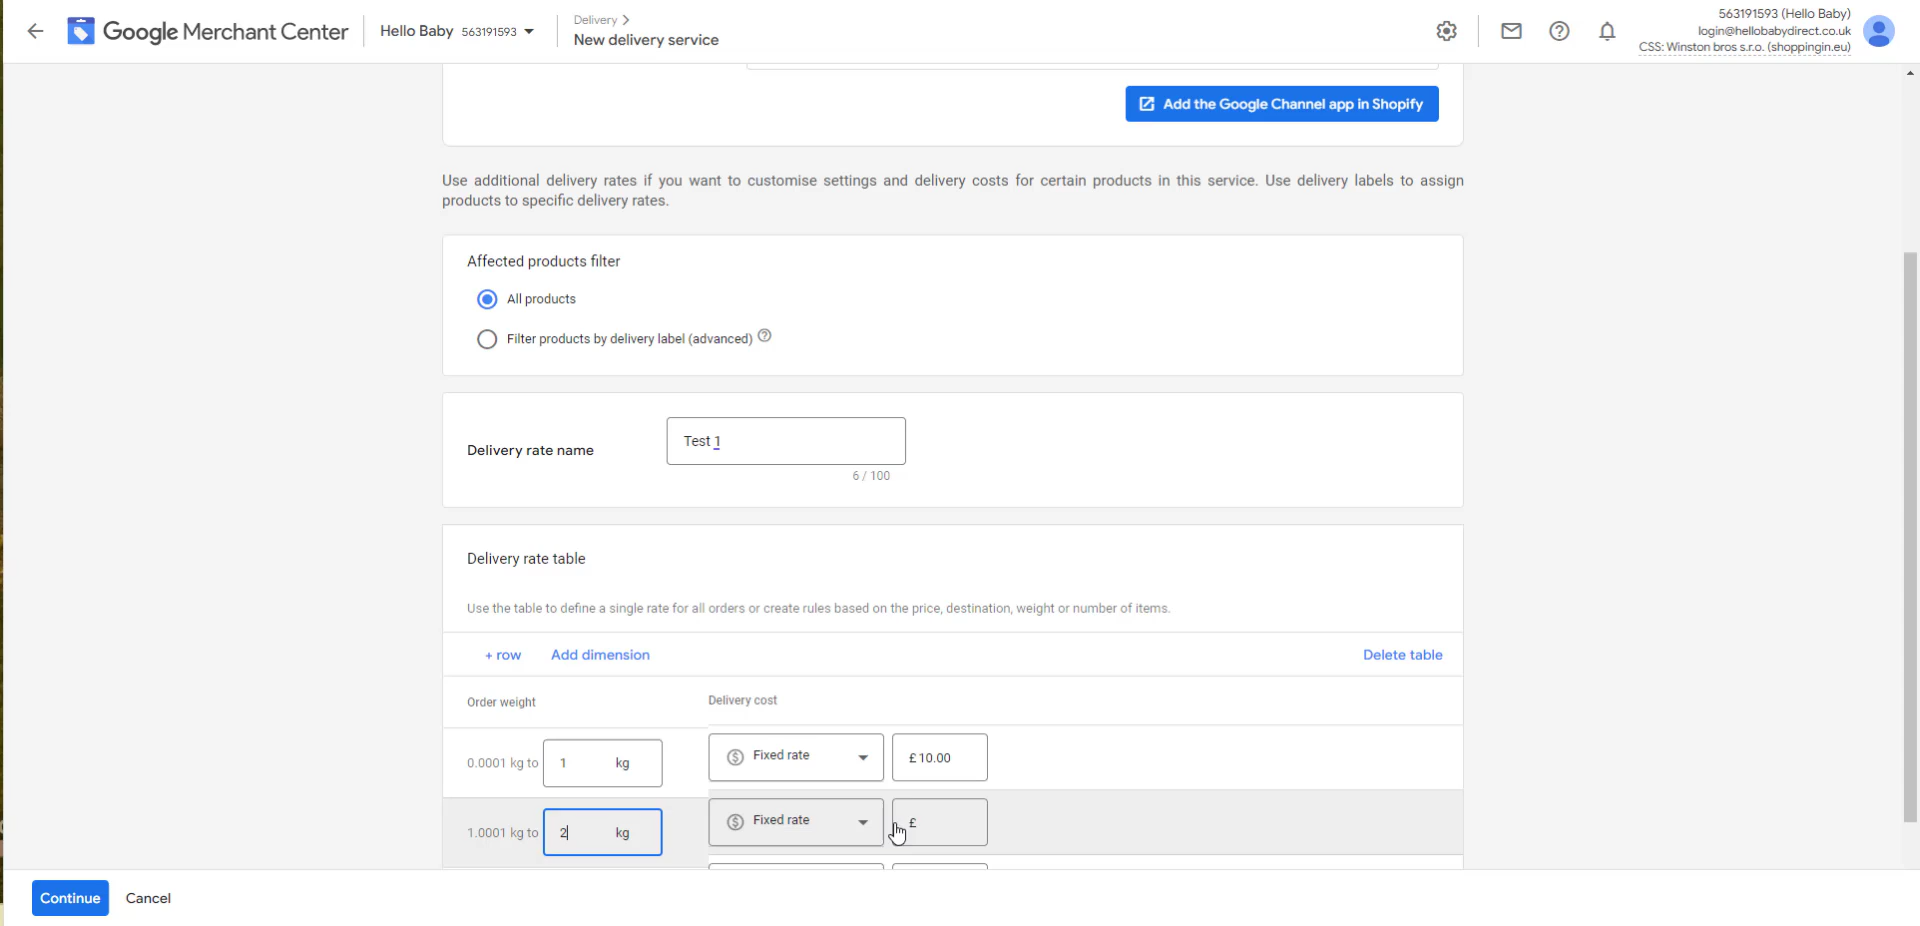 Google Merchant Center
Hello Baby 563191593
Delivery
New delivery service
563191593 (Hello Baby)
login@hellobabydirect.co.uk
CSS: Winston bros s.r.o. (shoppingin.eu)
Add the Google Channel app in Shopify
Use additional delivery rates if you want to customise settings and delivery costs for certain products in this service. Use delivery labels to assign
products to specific delivery rates.
Affected products filter
All products
Filter products by delivery label (advanced)
Delivery rate name
Test 1
6 / 100
Delivery rate table
Use the table to define a single rate for all orders or create rules based on the price, destination, weight or number of items.
+ row Add dimension Delete table
Order weight Delivery cost
0.0001 kg to 1 kg Fixed rate £10.00
1.0001 kg to 2 kg Fixed rate £
Continue Cancel